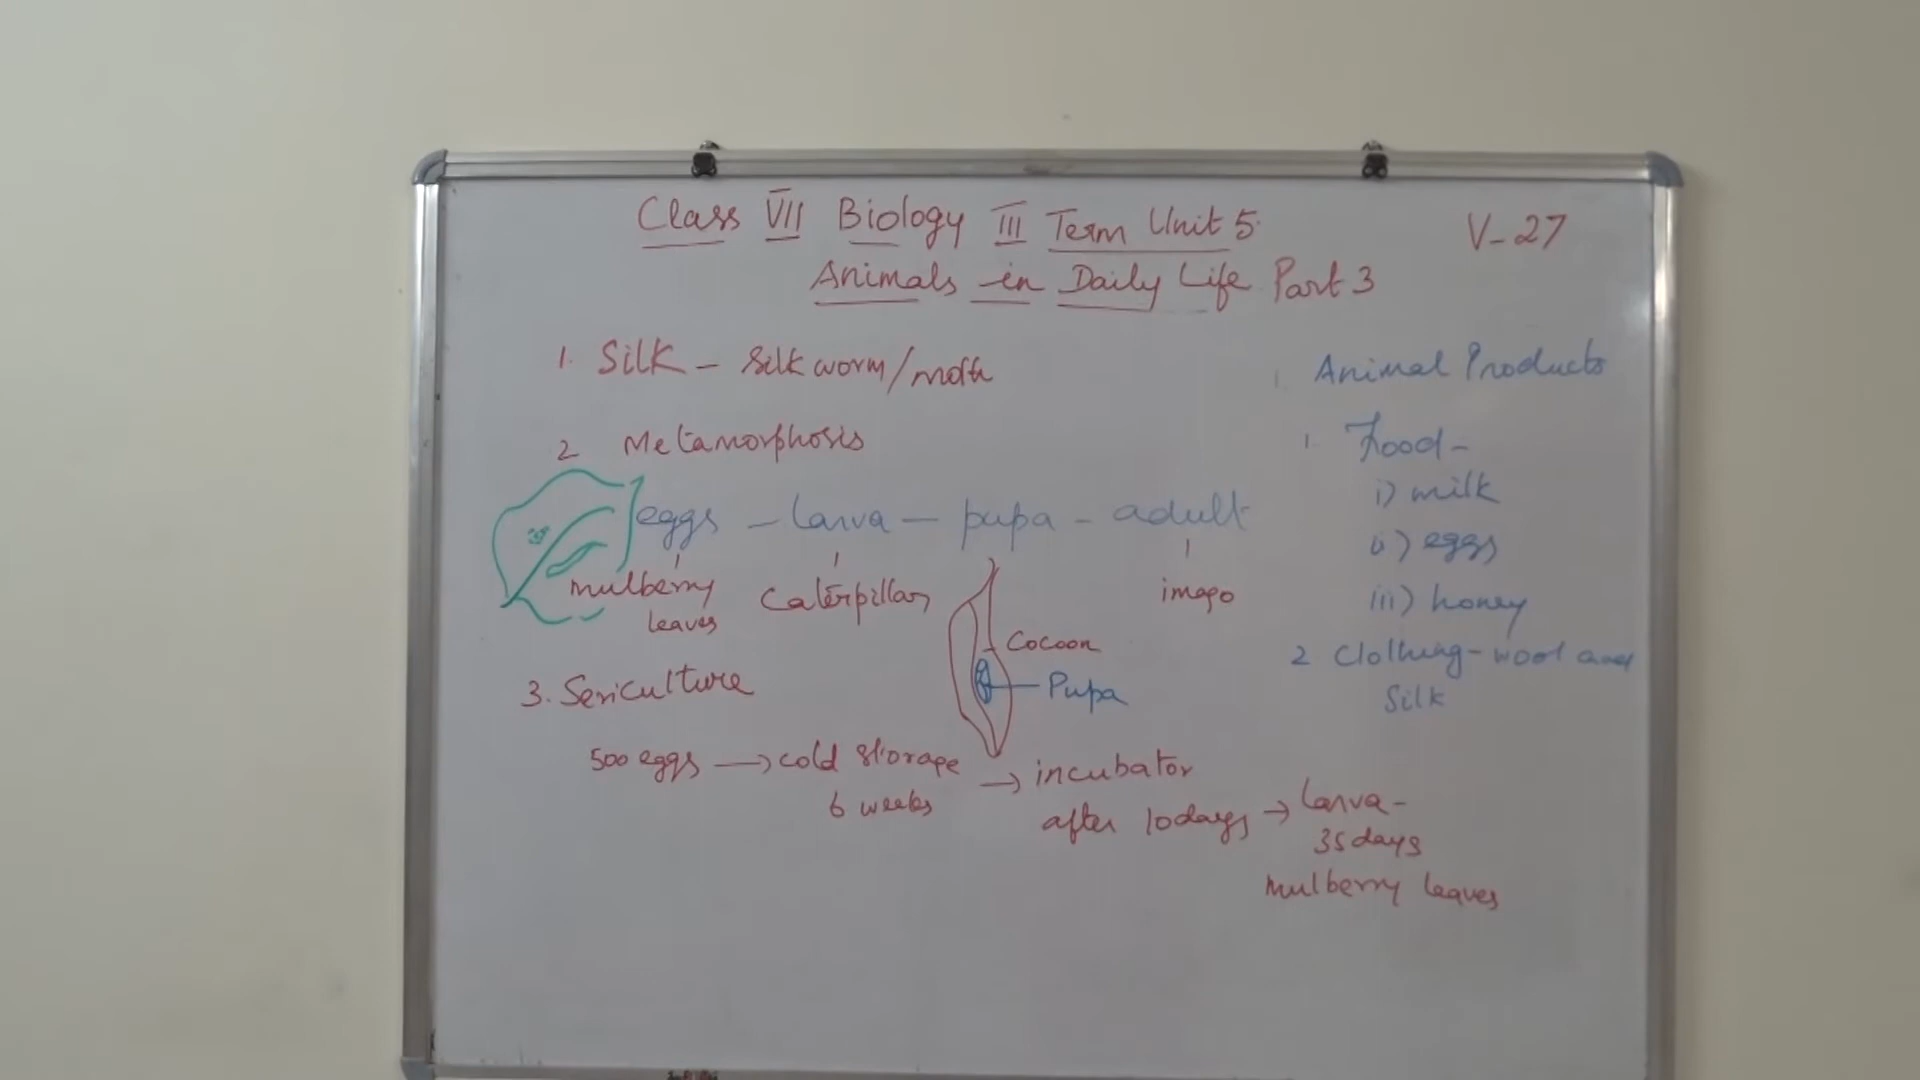 Class VII Biology III Term Unit 5.
V-27
Animals in Daily Life Part 3
1. Silk - Silk worm/moth
2 Metamorphosis
eggs - larva - pupa - adult
mulberry leaves
Caterpillar
imago
Cocoon
Pupa
3. Sericulture
500 eggs → cold storage
6 weeks
→ incubator
after 10 days → larva -
35 days
mulberry leaves
Animal Products
1. Food -
i) milk
ii) eggs
iii) honey
2 Clothing - wool and
Silk